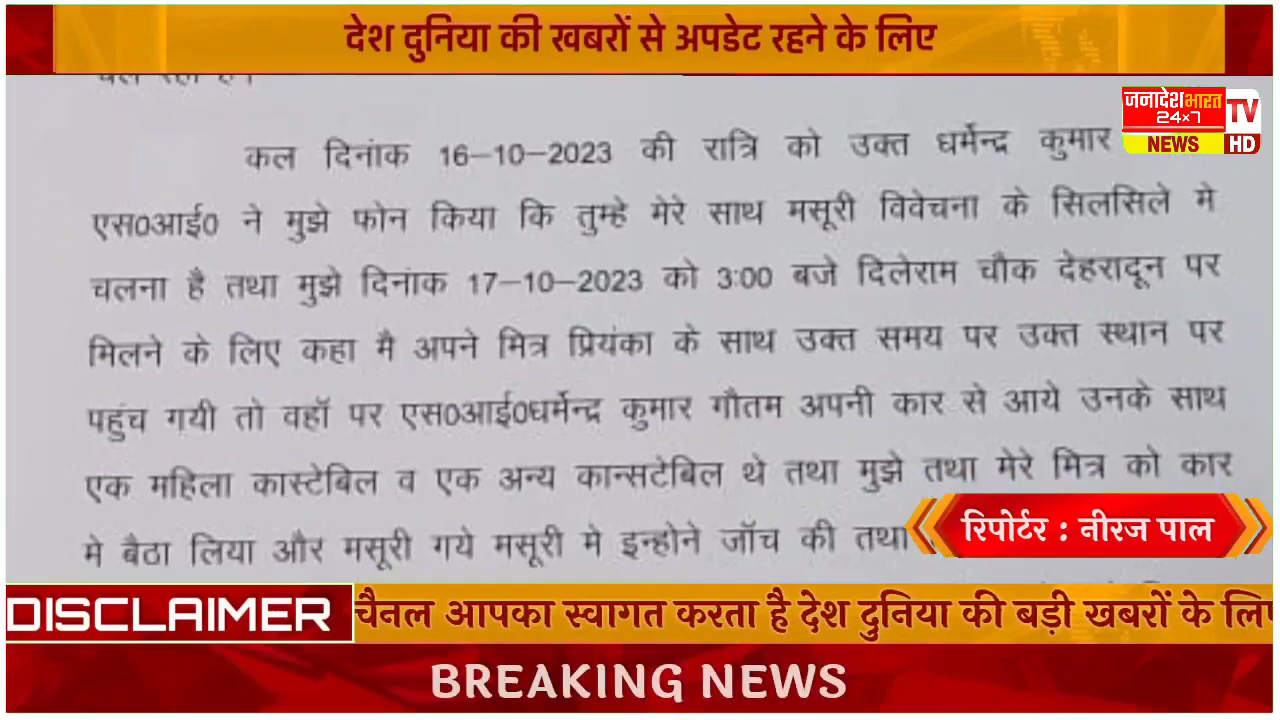 देश दुनिया की खबरों से अपडेट रहने के लिए
जनादेश भारत TV
24x7
NEWS HD
कल दिनांक 16–10–2023 की रात्रि को उक्त धर्मेन्द्र कुमार
एस0आई0 ने मुझे फोन किया कि तुम्हे मेरे साथ मसूरी विवेचना के सिलसिले मे
चलना है तथा मुझे दिनांक 17–10–2023 को 3:00 बजे दिलेराम चौक देहरादून पर
मिलने के लिए कहा मै अपने मित्र प्रियंका के साथ उक्त समय पर उक्त स्थान पर
पहुंच गयी तो वहॉ पर एस0आई0धर्मेन्द्र कुमार गौतम अपनी कार से आये उनके साथ
एक महिला कास्टेबिल व एक अन्य कान्सटेबिल थे तथा मुझे तथा मेरे मित्र को कार
मे बैठा लिया और मसूरी गये मसूरी मे इन्होने जॉच की तथा
रिपोर्टर : नीरज पाल
DISCLAIMER चैनल आपका स्वागत करता है देश दुनिया की बड़ी खबरों के
BREAKING NEWS